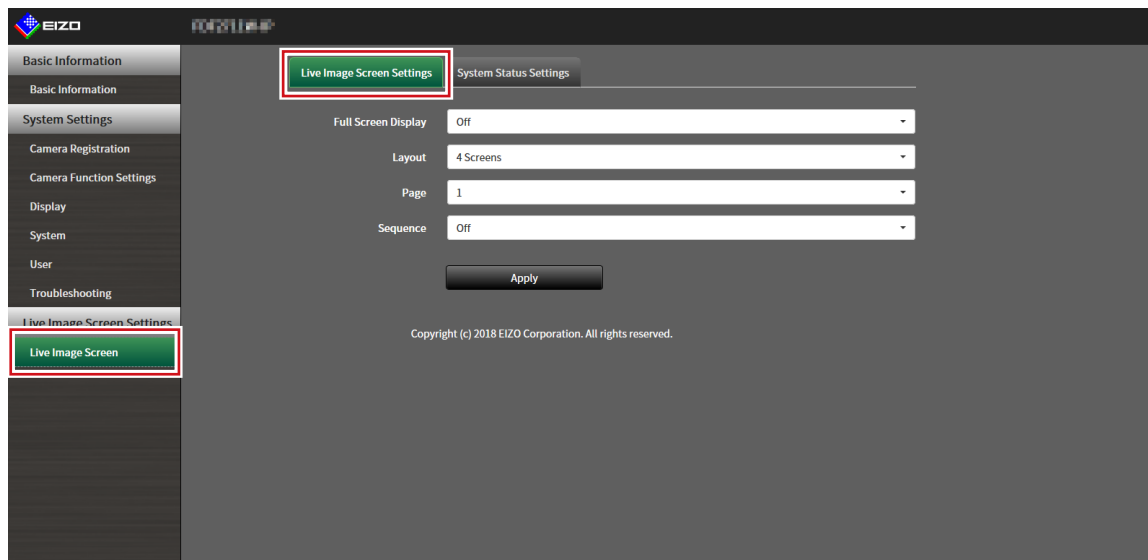 EIZO
Basic Information
Basic Information
System Settings
Camera Registration
Camera Function Settings
Display
System
User
Troubleshooting
Live Image Screen Settings
Live Image Screen
Live Image Screen Settings
System Status Settings
Full Screen Display Off
Layout 4 Screens
Page 1
Sequence Off
Apply
Copyright (c) 2018 EIZO Corporation. All rights reserved.